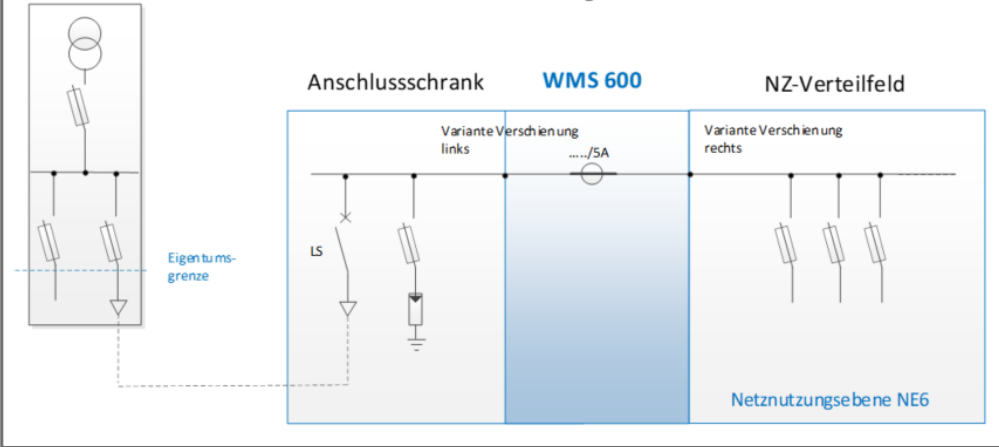 Anschlussschrank
WMS 600
NZ-Verteilfeld
Variante Verschienung
links
...../5A
Variante Verschienung
rechts
LS
Eigentums-
grenze
Netznutzungsebene NE6